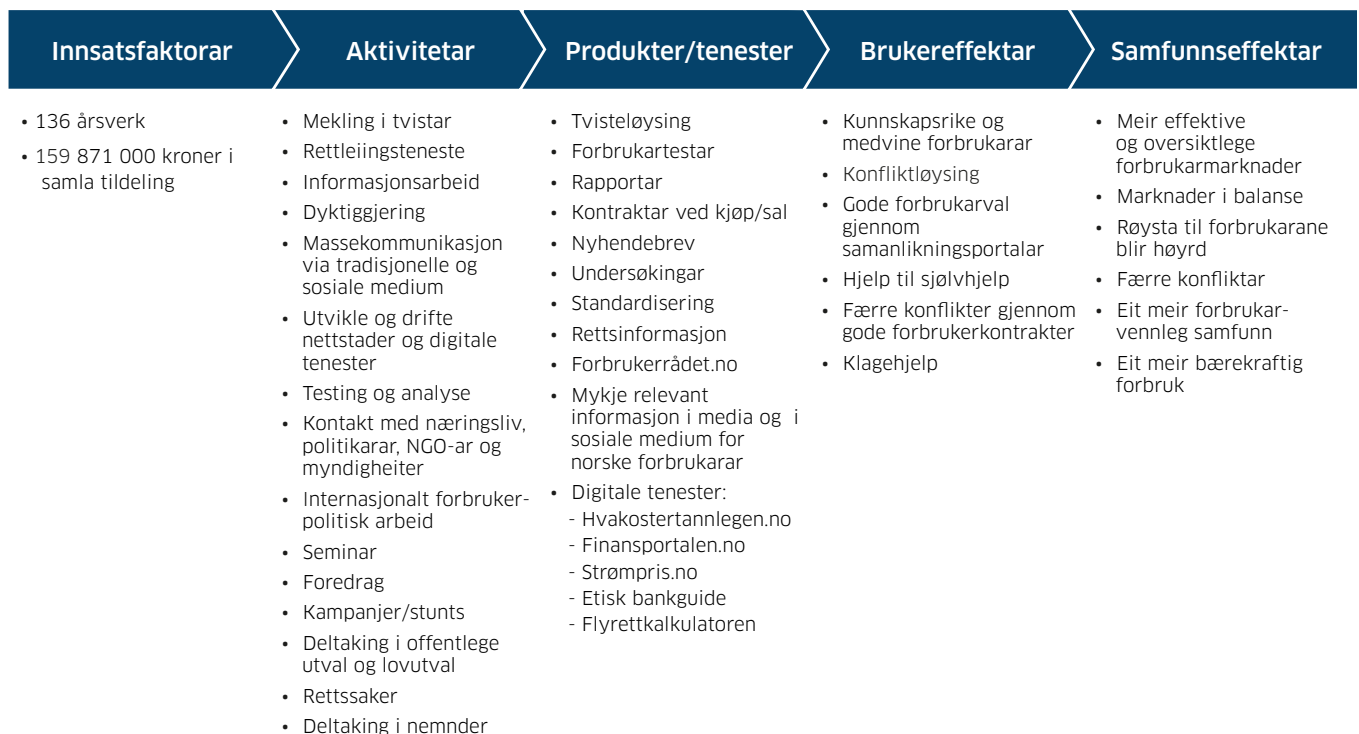 Innsatsfaktorar
Aktivitetar
Produkter/tenester
Brukereffektar
Samfunnseffektar
• 136 årsverk
• 159 871 000 kroner i
samla tildeling
• Mekling i tvistar
• Rettleiingsteneste
• Informasjonsarbeid
• Dyktiggjering
• Massekommunikasjon
via tradisjonelle og
sosiale medium
• Utvikle og drifte
nettstader og digitale
tenester
• Testing og analyse
• Kontakt med næringsliv,
politikarar, NGO-ar og
myndigheiter
• Internasjonalt forbruker-
politisk arbeid
• Seminar
• Foredrag
• Kampanjer/stunts
• Deltaking i offentlege
utval og lovutval
• Rettssaker
• Deltaking i nemnder
• Tvisteløysing
• Forbrukartestar
• Rapportar
• Kontraktar ved kjøp/sal
• Nyhendebrev
• Undersøkingar
• Standardisering
• Rettsinformasjon
• Forbrukerrådet.no
• Mykje relevant
informasjon i media og i
sosiale medium for
norske forbrukarar
• Digitale tenester:
- Hvakostertannlegen.no
- Finansportalen.no
- Strømpris.no
- Etisk bankguide
- Flyrettkalkulatoren
• Kunnskapsrike og
medvine forbrukarar
• Konfliktløysing
• Gode forbrukarval
gjennom
samanlikningsportalar
• Hjelp til sjølvhjelp
• Færre konflikter gjennom
gode forbrukerkontrakter
• Klagehjelp
• Meir effektive
og oversiktlege
forbrukarmarknader
• Marknader i balanse
• Røysta til forbrukarane
blir høyrd
• Færre konfliktar
• Eit meir forbrukar-
vennleg samfunn
• Eit meir bærekraftig
forbruk